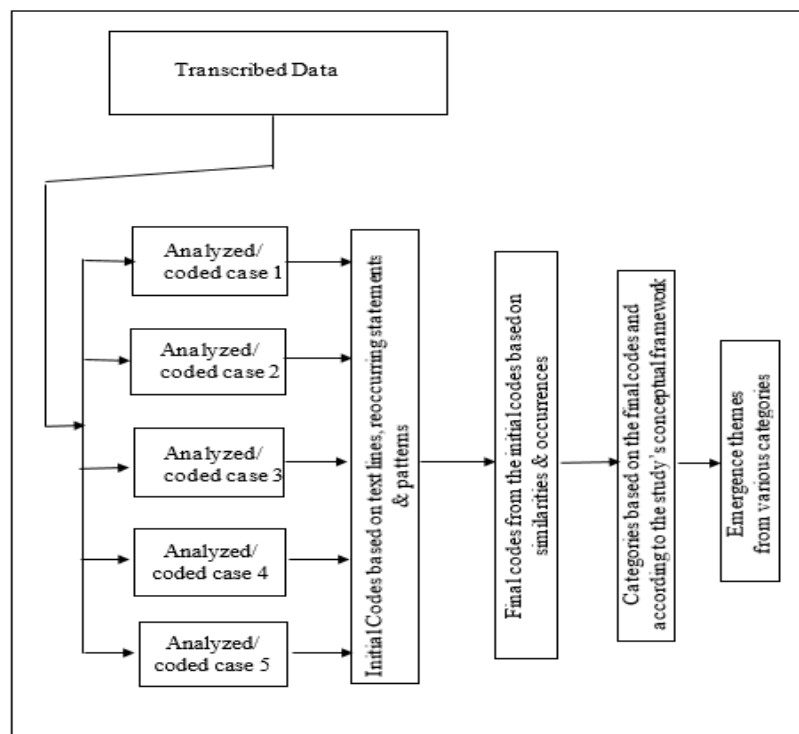 Transcribed Data
Analyzed/
coded case 1
Analyzed/
coded case 2
Analyzed/
coded case 3
Analyzed/
coded case 4
Analyzed/
coded case 5
Initial Codes based on text lines, reoccurring statements
& patterns
Final codes from the initial codes based on
similarities & occurrences
Categories based on the final codes and
according to the study's conceptual framework
Emergence themes
from various categories